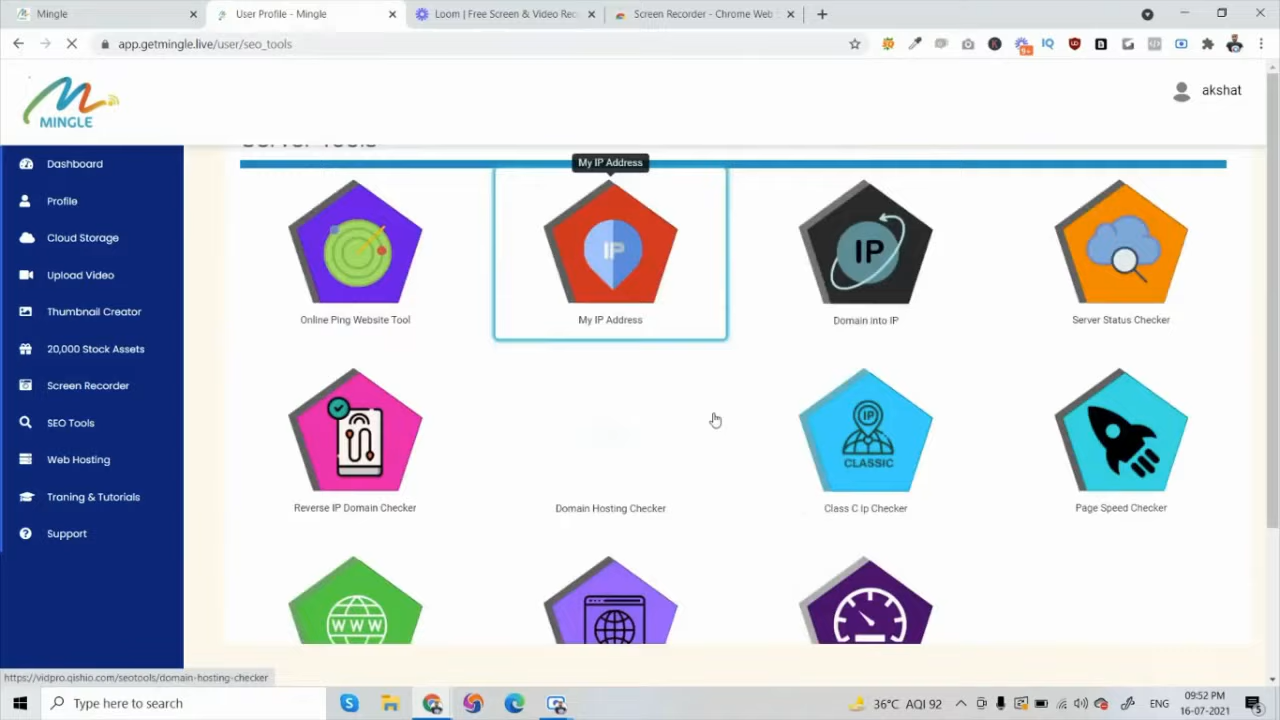 Mingle
User Profile - Mingle
Loom | Free Screen & Video Rec
Screen Recorder - Chrome Web
app.getmingle.live/user/seo_tools
9+
IQ
MINGLE
akshat
Dashboard
Profile
Cloud Storage
Upload Video
Thumbnail Creator
20,000 Stock Assets
Screen Recorder
SEO Tools
Web Hosting
Traning & Tutorials
Support
Server Tools
My IP Address
IP
IP
Online Ping Website Tool
My IP Address
Domain into IP
Server Status Checker
IP
CLASSIC
Reverse IP Domain Checker
Domain Hosting Checker
Class C Ip Checker
Page Speed Checker
WWW
https://vidpro.qishio.com/seotools/domain-hosting-checker
Type here to search
36°C AQI 92
ENG
09:52 PM
16-07-2021
5